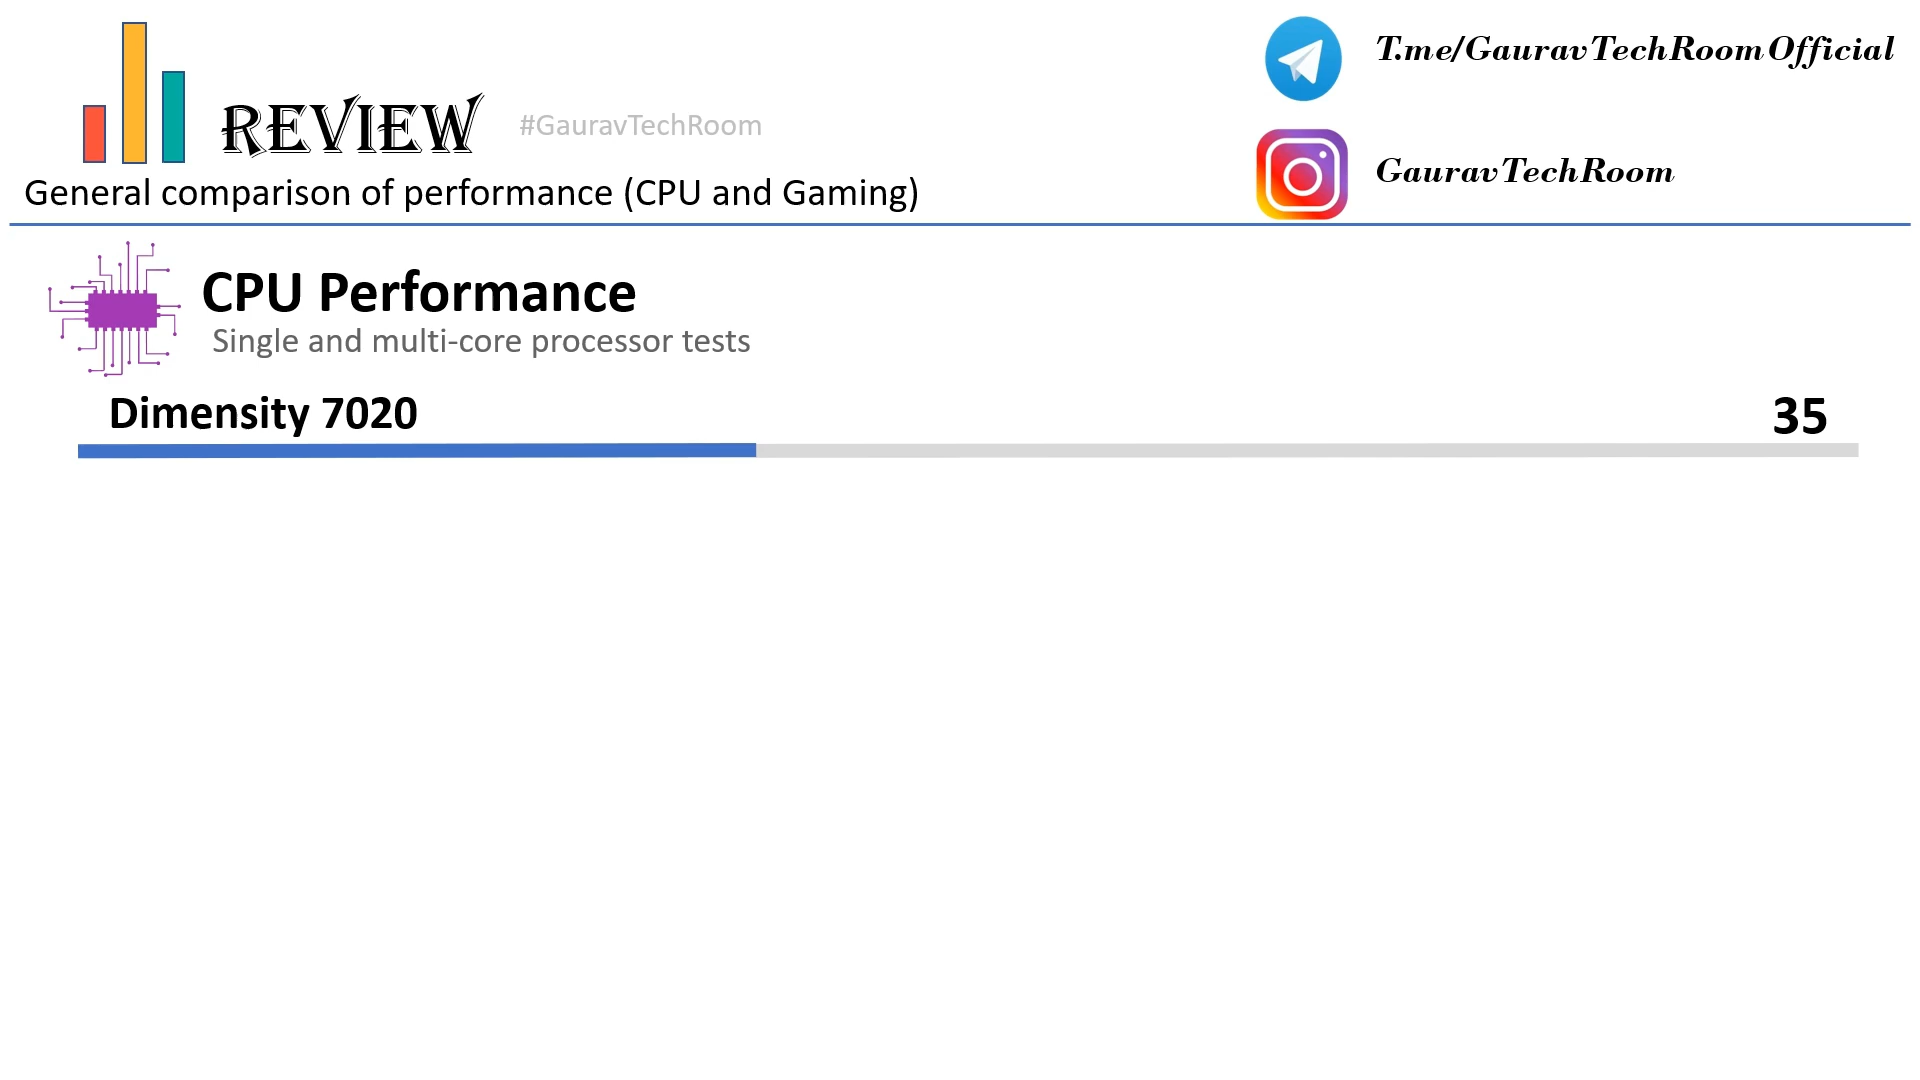 REVIEW
#GauravTechRoom
T.me/GauravTechRoomOfficial
GauravTechRoom
General comparison of performance (CPU and Gaming)
CPU Performance
Single and multi-core processor tests
Dimensity 7020
35